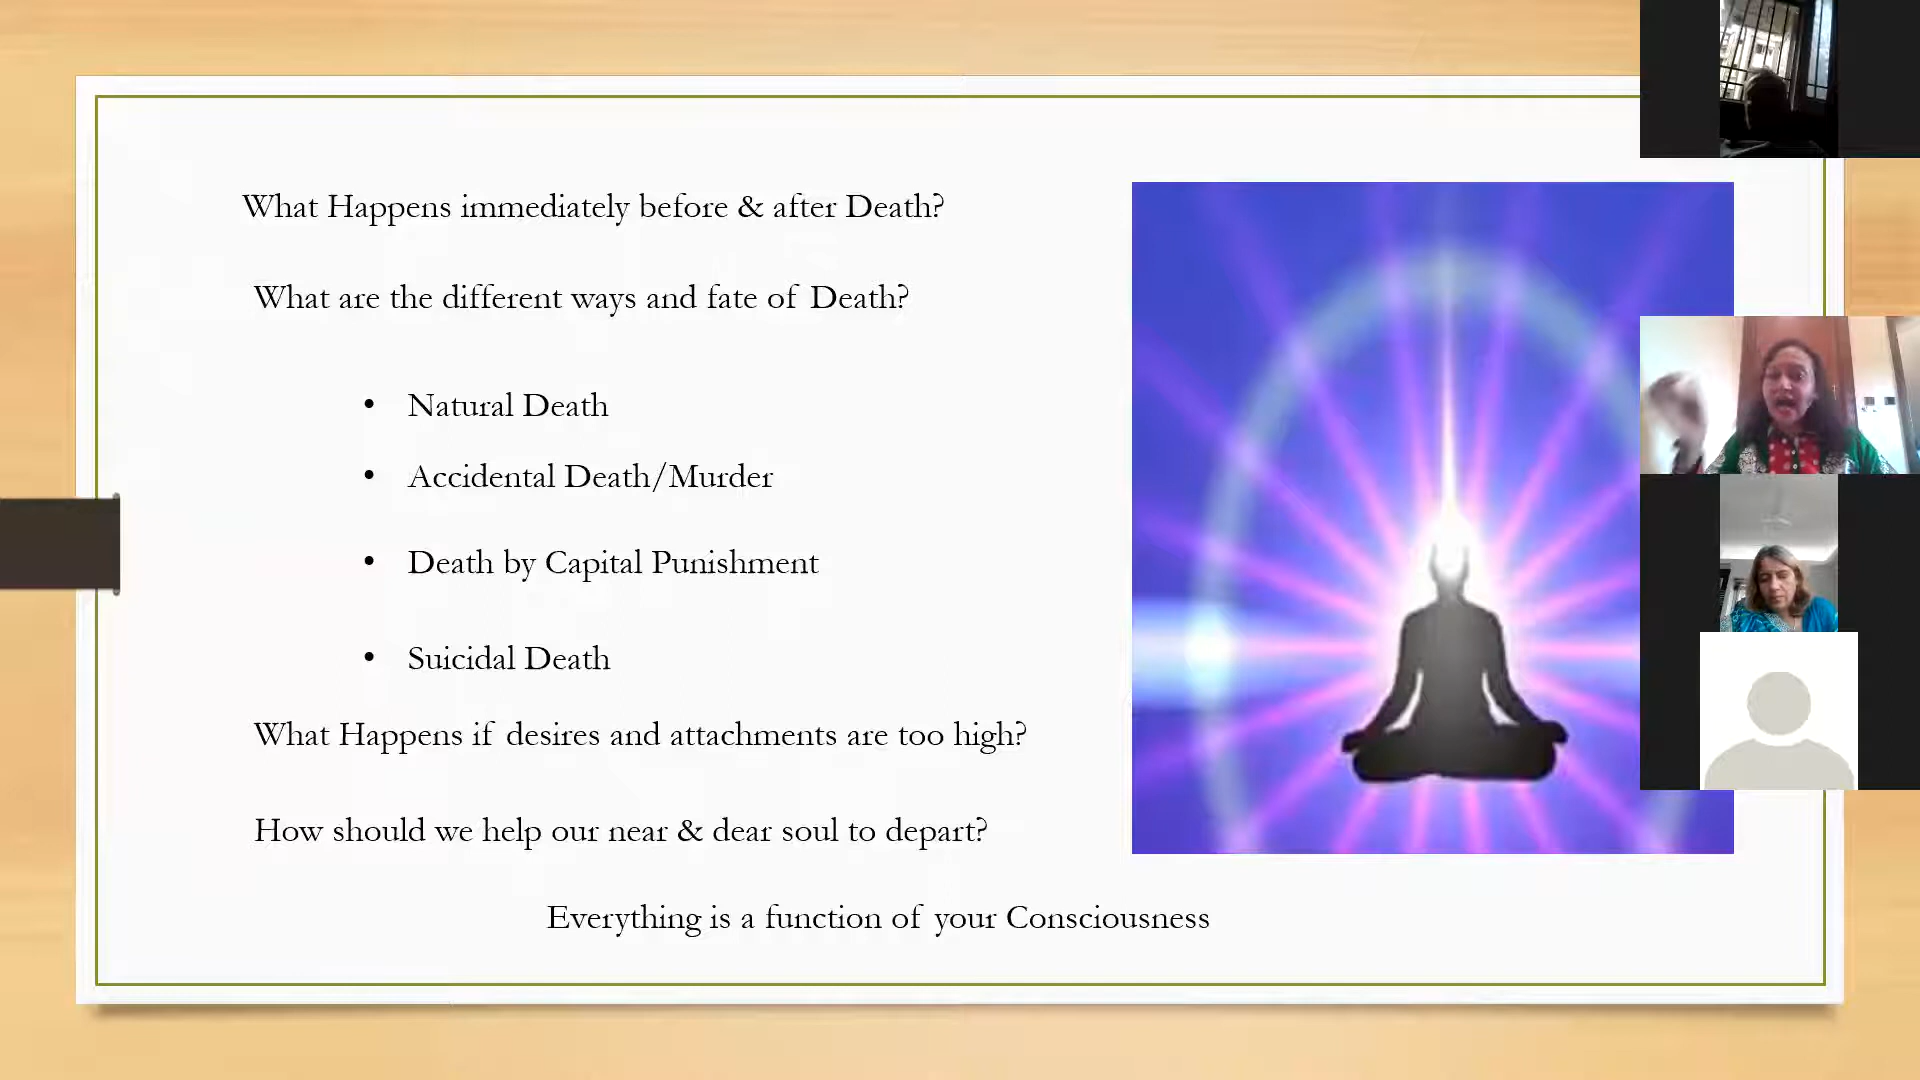 What Happens immediately before & after Death?
What are the different ways and fate of Death?
• Natural Death
• Accidental Death/Murder
• Death by Capital Punishment
• Suicidal Death
What Happens if desires and attachments are too high?
How should we help our near & dear soul to depart?
Everything is a function of your Consciousness